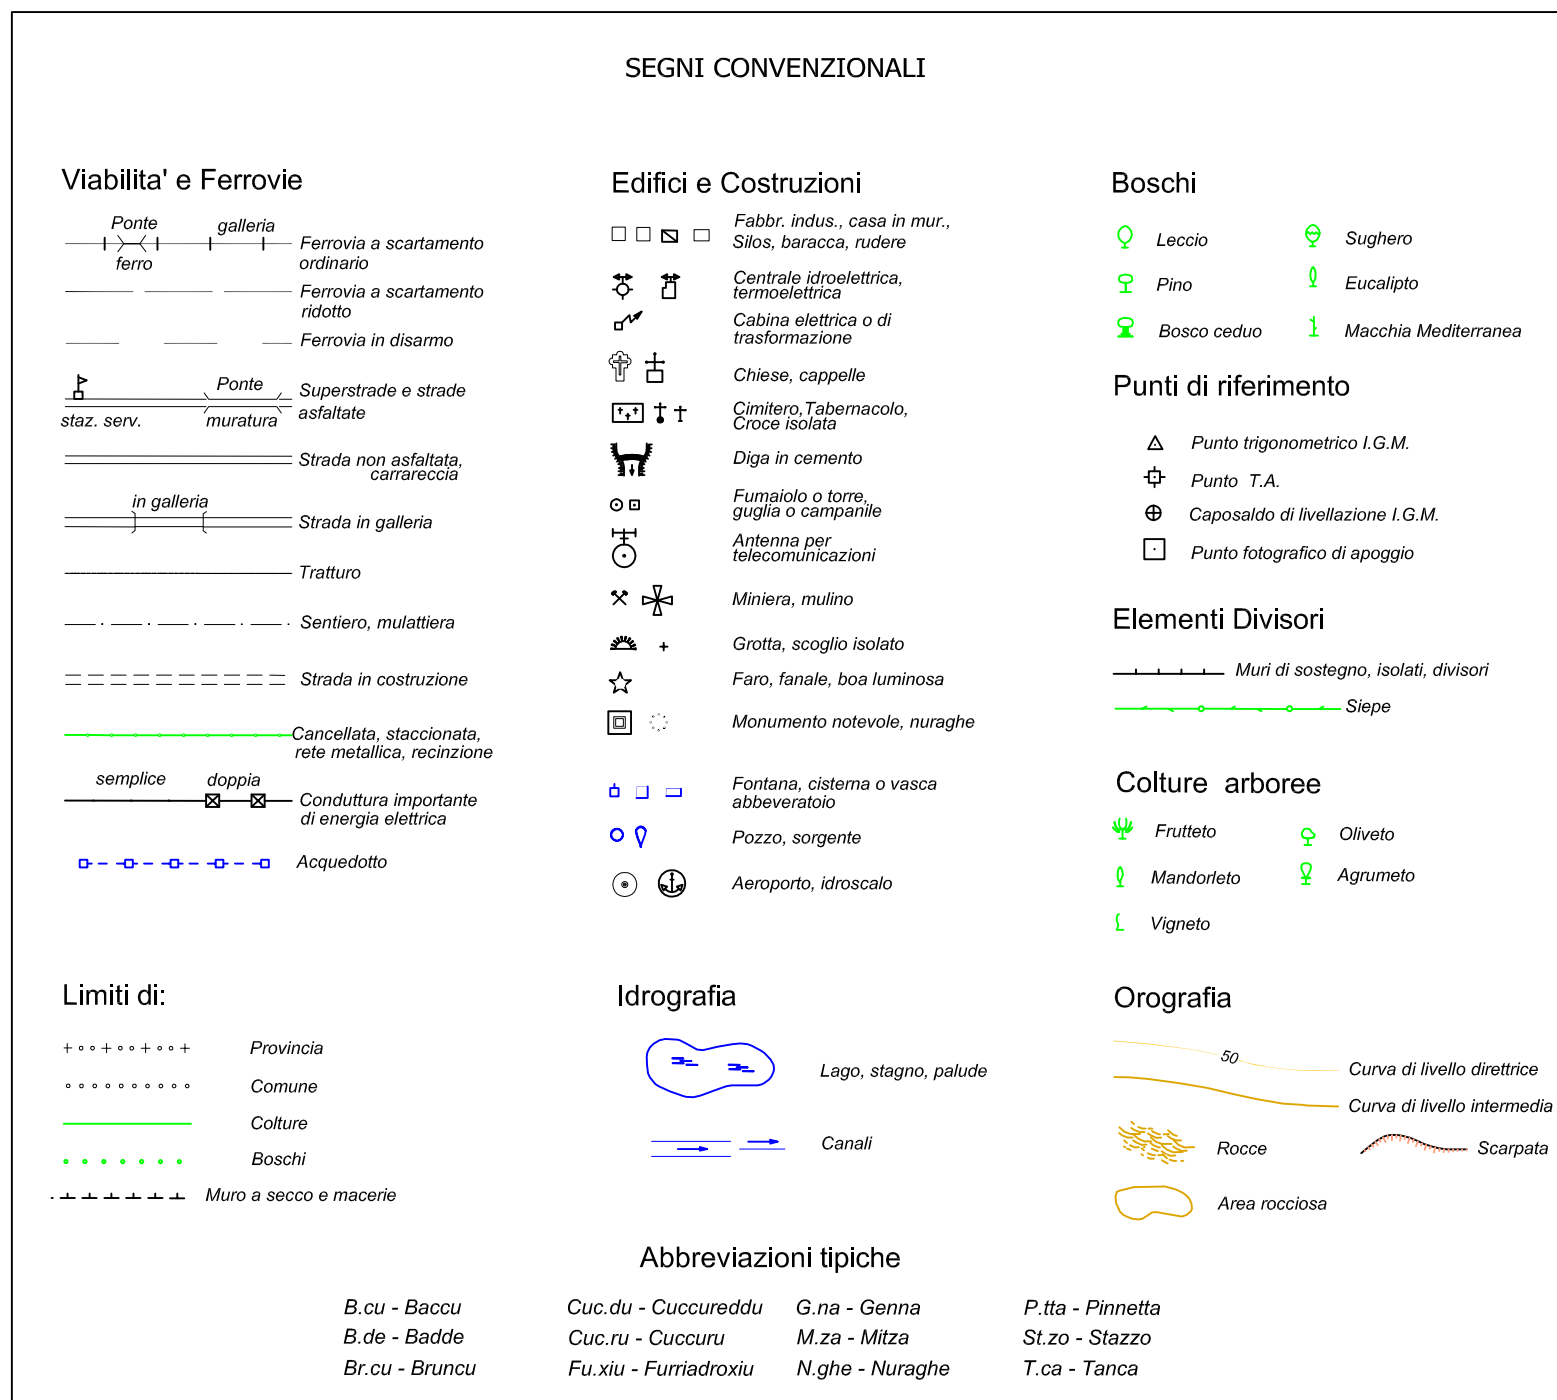 SEGNI CONVENZIONALI
Viabilita' e Ferrovie
Ponte
galleria
ferro
Ferrovia a scartamento
ordinario
Ferrovia a scartamento
ridotto
Ferrovia in disarmo
Ponte
Superstrade e strade
asfaltate
staz. serv.
muratura
Strada non asfaltata,
carrareccia
in galleria
Strada in galleria
Tratturo
Sentiero, mulattiera
Strada in costruzione
Cancellata, staccionata,
rete metallica, recinzione
semplice
doppia
Conduttura importante
di energia elettrica
Acquedotto
Edifici e Costruzioni
Fabbr. indus., casa in mur.,
Silos, baracca, rudere
Centrale idroelettrica,
termoelettrica
Cabina elettrica o di
trasformazione
Chiese, cappelle
Cimitero,Tabernacolo,
Croce isolata
Diga in cemento
Fumaiolo o torre,
guglia o campanile
Antenna per
telecomunicazioni
Miniera, mulino
Grotta, scoglio isolato
Faro, fanale, boa luminosa
Monumento notevole, nuraghe
Fontana, cisterna o vasca
abbeveratoio
Pozzo, sorgente
Aeroporto, idroscalo
Boschi
Leccio
Sughero
Pino
Eucalipto
Bosco ceduo
Macchia Mediterranea
Punti di riferimento
Punto trigonometrico I.G.M.
Punto T.A.
Caposaldo di livellazione I.G.M.
Punto fotografico di apoggio
Elementi Divisori
Muri di sostegno, isolati, divisori
Siepe
Colture arboree
Frutteto
Oliveto
Mandorleto
Agrumeto
Vigneto
Limiti di:
Provincia
Comune
Colture
Boschi
Muro a secco e macerie
Idrografia
Lago, stagno, palude
Canali
Orografia
50
Curva di livello direttrice
Curva di livello intermedia
Rocce
Scarpata
Area rocciosa
Abbreviazioni tipiche
B.cu - Baccu
Cuc.du - Cuccureddu
G.na - Genna
P.tta - Pinnetta
B.de - Badde
Cuc.ru - Cuccuru
M.za - Mitza
St.zo - Stazzo
Br.cu - Bruncu
Fu.xiu - Furriadroxiu
N.ghe - Nuraghe
T.ca - Tanca